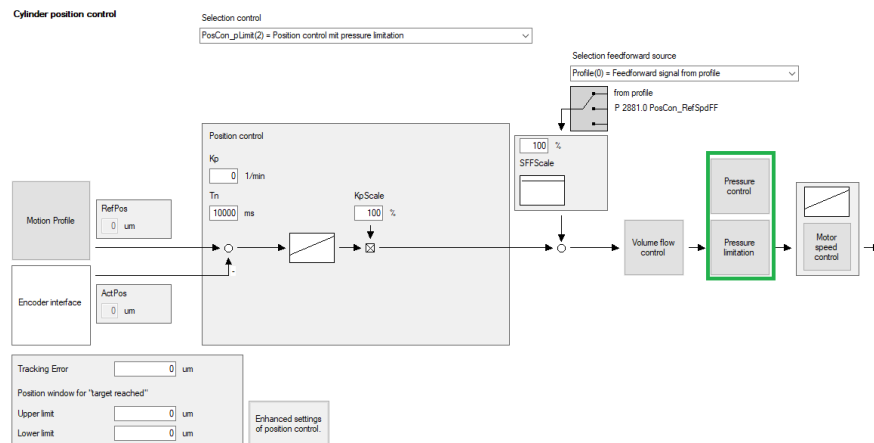 Cylinder position control
Selection control
PosCon_pLimit(2) = Position control mit pressure limitation
Selection feedforward source
Profile(0) = Feedforward signal from profile
from profile
P 2881.0 PosCon_RefSpdFF
Position control
100 %
SFFScale
Kp
0 1/min
Tn
10000 ms
KpScale
100 %
Motion Profile
RefPos
0 um
Pressure
control
Volume flow
control
Pressure
limitation
Motor
speed
control
-
Encoder interface
ActPos
0 um
Tracking Error 0 um
Position window for "target reached"
Upper limit 0 um
Lower limit 0 um
Enhanced settings
of position control.